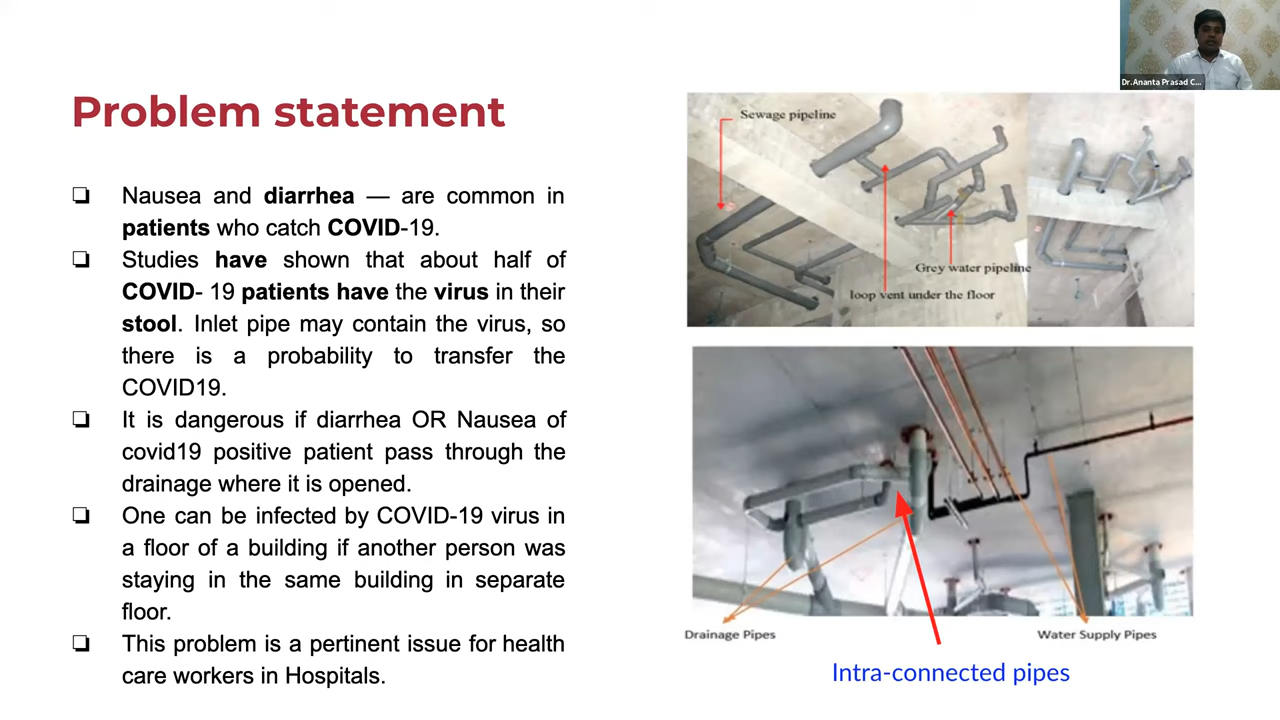 Dr.Ananta Prasad C...
Problem statement
❏ Nausea and diarrhea — are common in
patients who catch COVID-19.
❏ Studies have shown that about half of
COVID- 19 patients have the virus in their
stool. Inlet pipe may contain the virus, so
there is a probability to transfer the
COVID19.
❏ It is dangerous if diarrhea OR Nausea of
covid19 positive patient pass through the
drainage where it is opened.
❏ One can be infected by COVID-19 virus in
a floor of a building if another person was
staying in the same building in separate
floor.
❏ This problem is a pertinent issue for health
care workers in Hospitals.
Sewage pipeline
Grey water pipeline
loop vent under the floor
Drainage Pipes
Water Supply Pipes
Intra-connected pipes